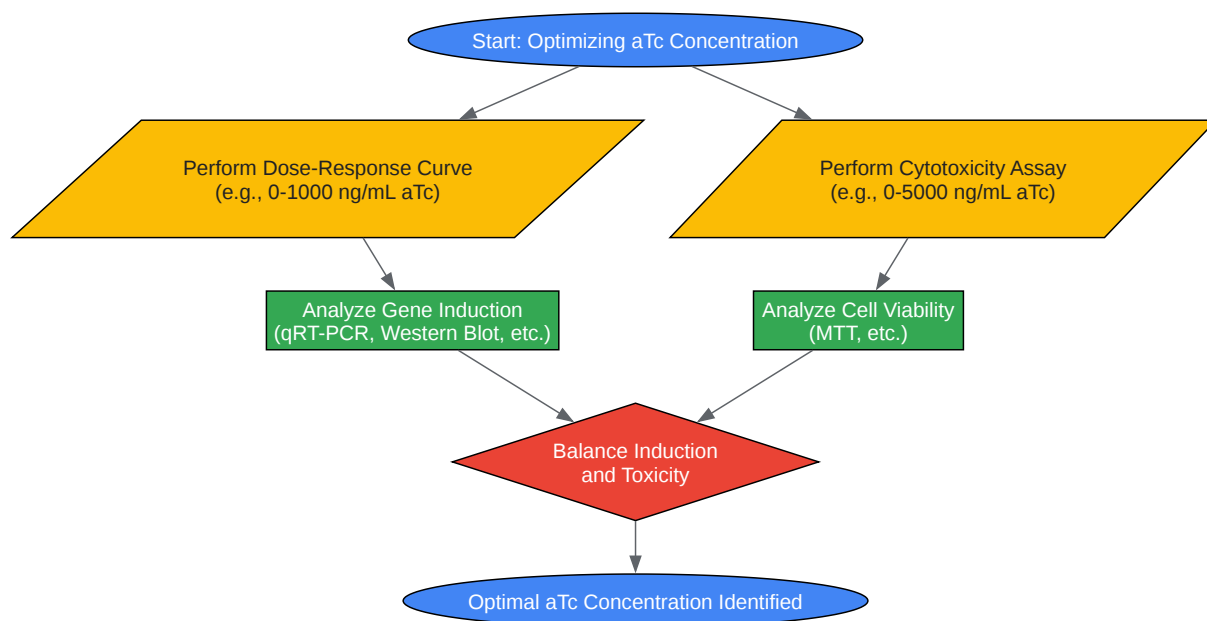 Start: Optimizing aTc Concentration
Perform Dose-Response Curve
(e.g., 0-1000 ng/mL aTc)
Perform Cytotoxicity Assay
(e.g., 0-5000 ng/mL aTc)
Analyze Gene Induction
(qRT-PCR, Western Blot, etc.)
Analyze Cell Viability
(MTT, etc.)
Balance Induction
and Toxicity
Optimal aTc Concentration Identified